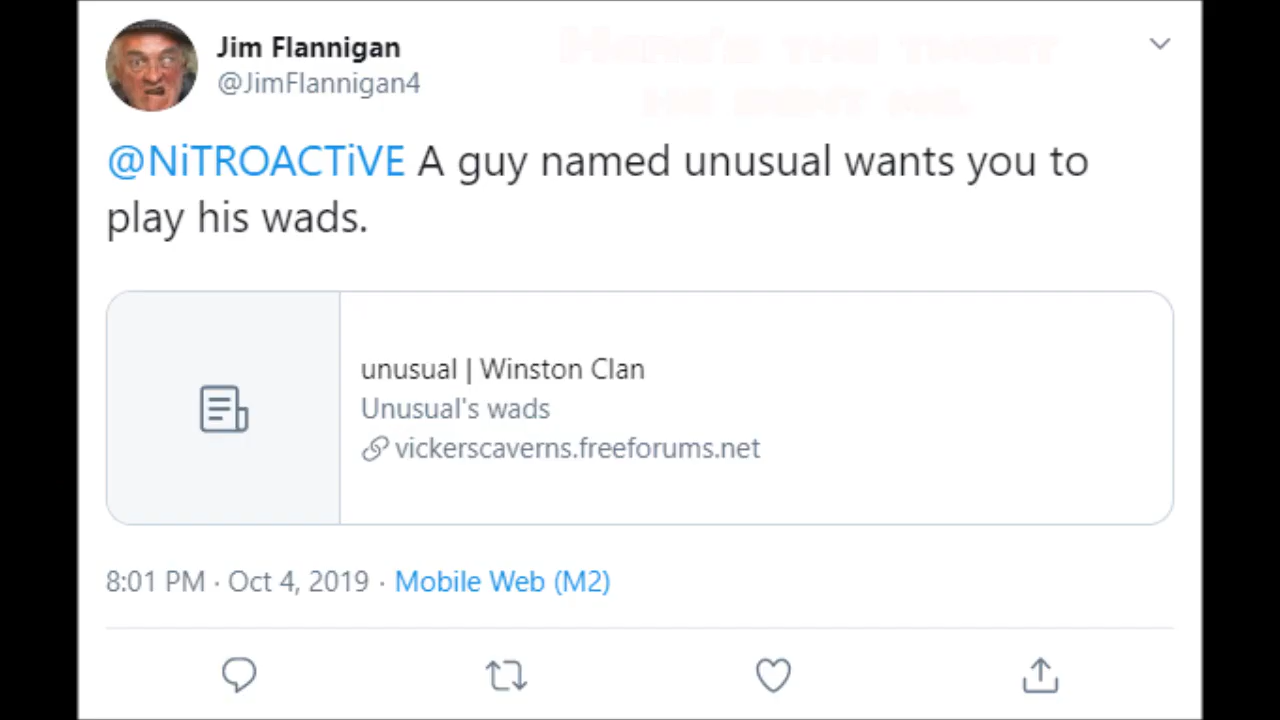 Jim Flannigan
@JimFlannigan4
@NiTROACTiVE A guy named unusual wants you to
play his wads.
unusual | Winston Clan
Unusual's wads
vickerscaverns.freeforums.net
8:01 PM · Oct 4, 2019 · Mobile Web (M2)